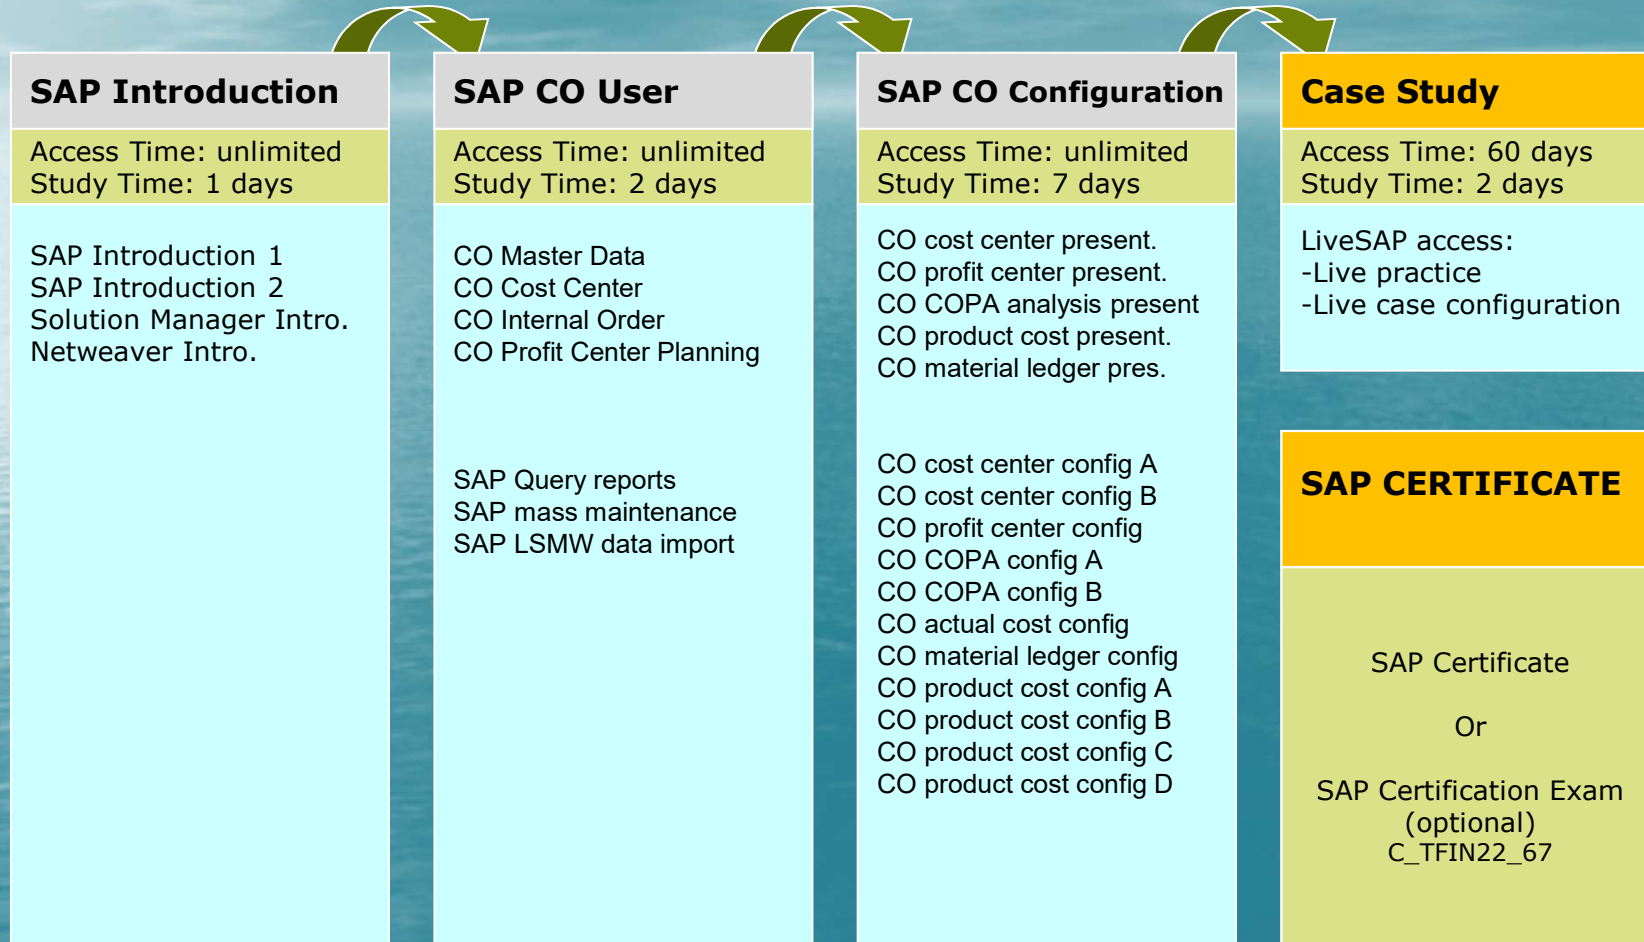 SAP Introduction
Access Time: unlimited
Study Time: 1 days
SAP Introduction 1
SAP Introduction 2
Solution Manager Intro.
Netweaver Intro.
SAP CO User
Access Time: unlimited
Study Time: 2 days
CO Master Data
CO Cost Center
CO Internal Order
CO Profit Center Planning
SAP Query reports
SAP mass maintenance
SAP LSMW data import
SAP CO Configuration
Access Time: unlimited
Study Time: 7 days
CO cost center present.
CO profit center present.
CO COPA analysis present
CO product cost present.
CO material ledger pres.
CO cost center config A
CO cost center config B
CO profit center config
CO COPA config A
CO COPA config B
CO actual cost config
CO material ledger config
CO product cost config A
CO product cost config B
CO product cost config C
CO product cost config D
Case Study
Access Time: 60 days
Study Time: 2 days
LiveSAP access:
-Live practice
-Live case configuration
SAP CERTIFICATE
SAP Certificate
Or
SAP Certification Exam
(optional)
C_TFIN22_67